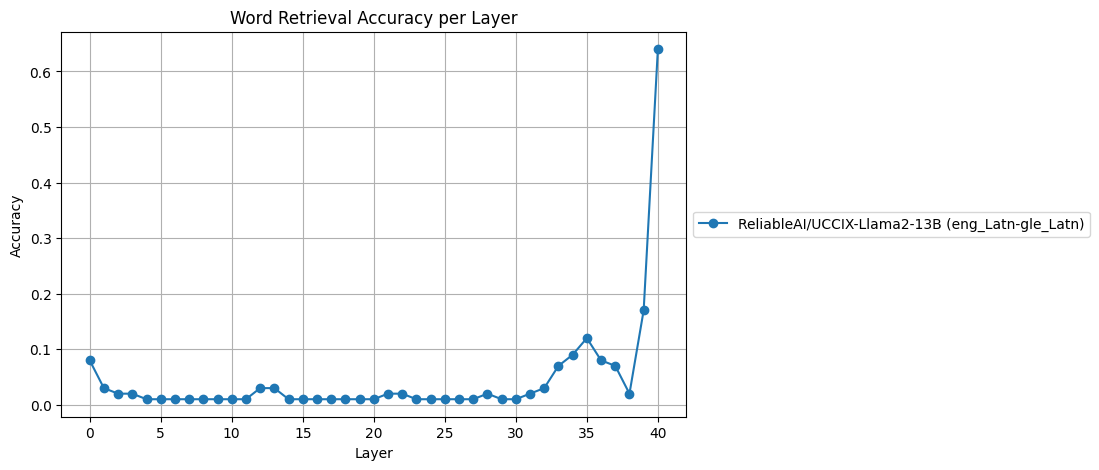 Word Retrieval Accuracy per Layer
0.6
0.5
0.4
0.3
0.2
0.1
0.0
Accuracy
0 5 10 15 20 25 30 35 40
Layer
ReliableAI/UCCIX-Llama2-13B (eng_Latn-gle_Latn)